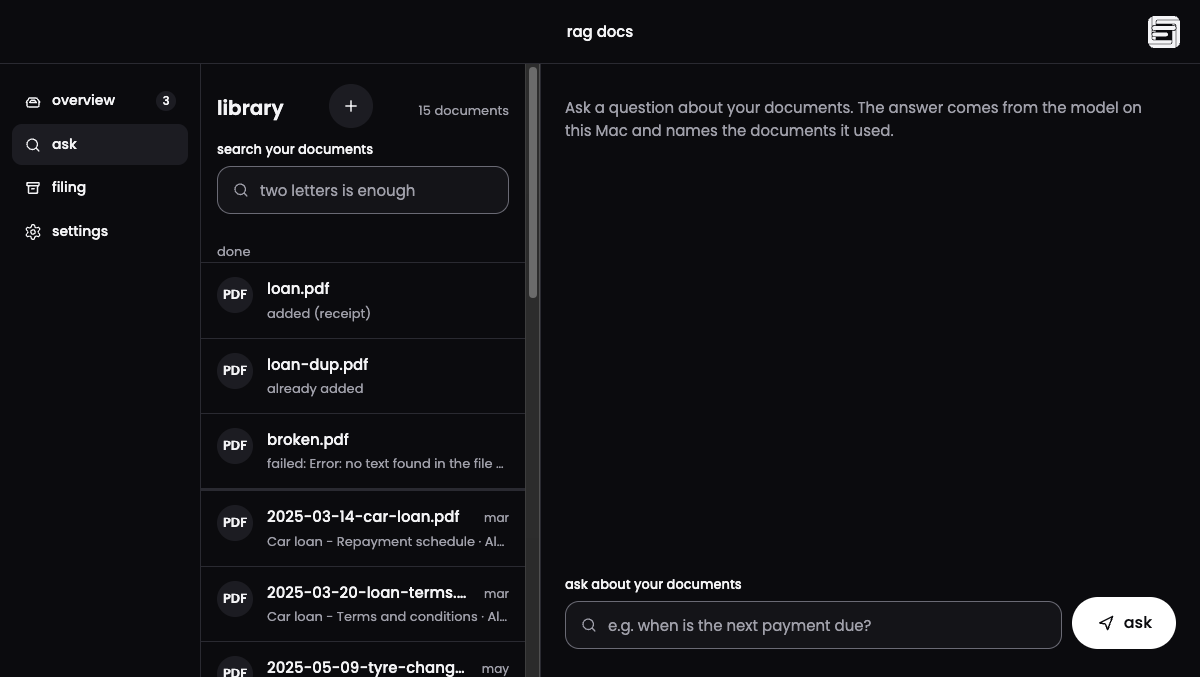 rag docs
overview 3
ask
filing
settings
library
+
15 documents
search your documents
two letters is enough
done
PDF loan.pdf
added (receipt)
PDF loan-dup.pdf
already added
PDF broken.pdf
failed: Error: no text found in the file ...
PDF 2025-03-14-car-loan.pdf mar
Car loan - Repayment schedule · Al...
PDF 2025-03-20-loan-terms.... mar
Car loan - Terms and conditions · Al...
PDF 2025-05-09-tyre-chang... may
Ask a question about your documents. The answer comes from the model on
this Mac and names the documents it used.
ask about your documents
e.g. when is the next payment due?
ask